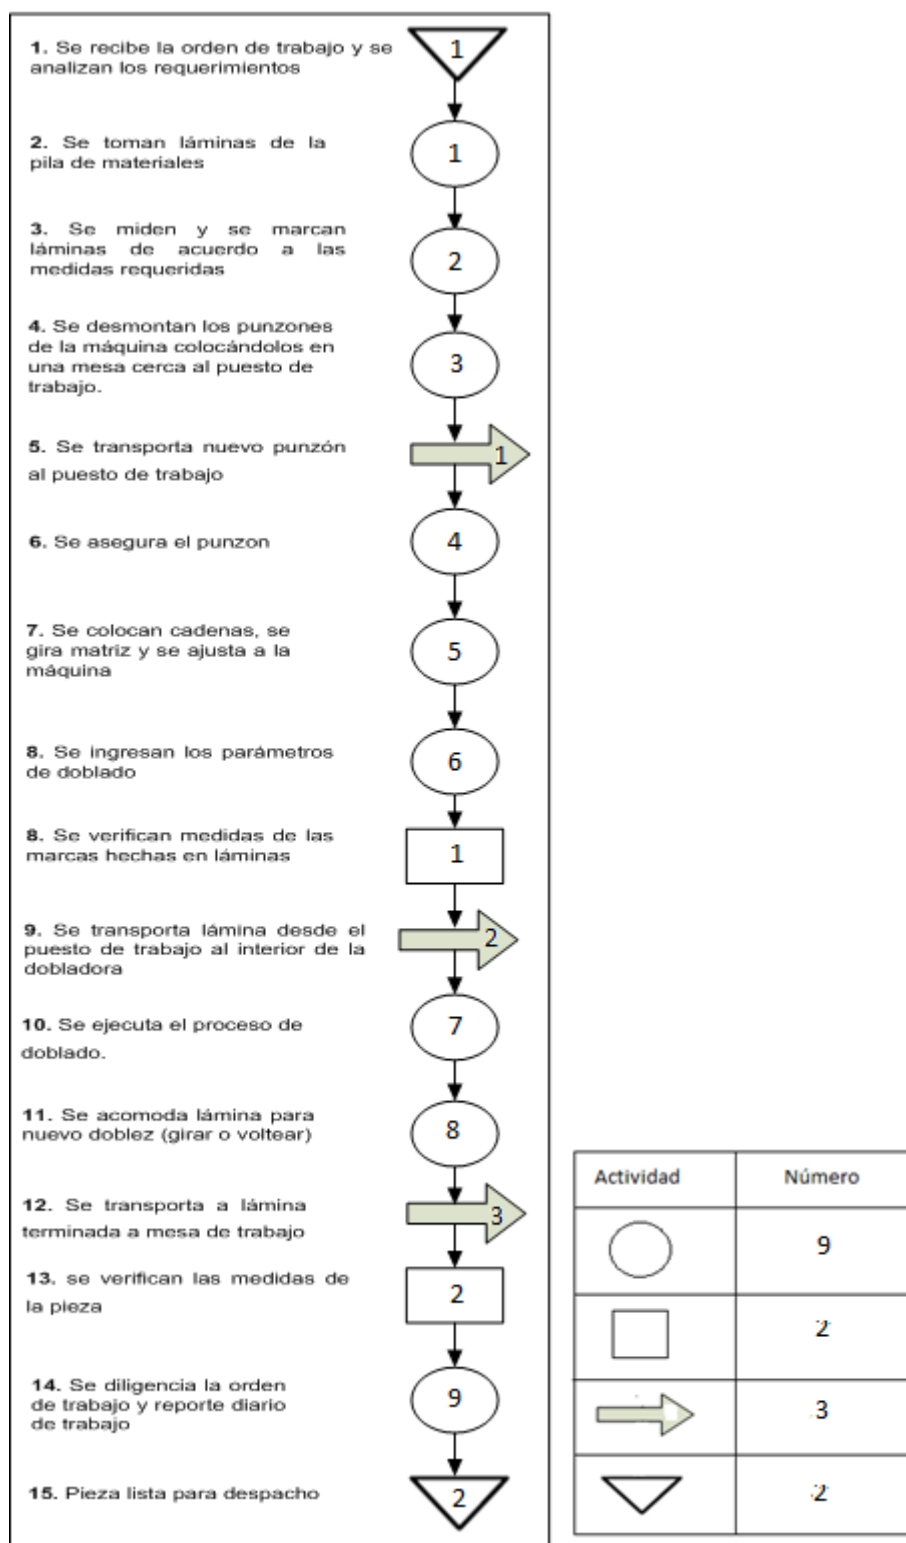 1. Se recibe la orden de trabajo y se
analizan los requerimientos
1
2. Se toman láminas de la
pila de materiales
1
3. Se miden y se marcan
láminas de acuerdo a las
medidas requeridas
2
4. Se desmontan los punzones
de la máquina colocándolos en
una mesa cerca al puesto de
trabajo.
3
5. Se transporta nuevo punzón
al puesto de trabajo
1
6. Se asegura el punzon
4
7. Se colocan cadenas, se
gira matriz y se ajusta a la
máquina
5
8. Se ingresan los parámetros
de doblado
6
8. Se verifican medidas de las
marcas hechas en láminas
1
9. Se transporta lámina desde el
puesto de trabajo al interior de la
dobladora
2
10. Se ejecuta el proceso de
doblado.
7
11. Se acomoda lámina para
nuevo doblez (girar o voltear)
8
12. Se transporta a lámina
terminada a mesa de trabajo
3
13. se verifican las medidas de
la pieza
2
14. Se diligencia la orden
de trabajo y reporte diario
de trabajo
9
15. Pieza lista para despacho
2
Actividad Número
9
2
3
2